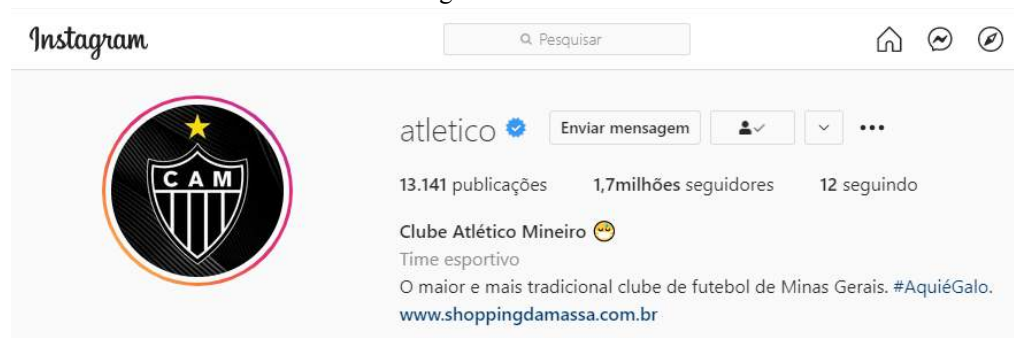 Instagram
Pesquisar
CAM
atletico
Enviar mensagem
13.141 publicações 1,7milhões seguidores 12 seguindo
Clube Atlético Mineiro
Time esportivo
O maior e mais tradicional clube de futebol de Minas Gerais. #AquiéGalo.
www.shoppingdamassa.com.br